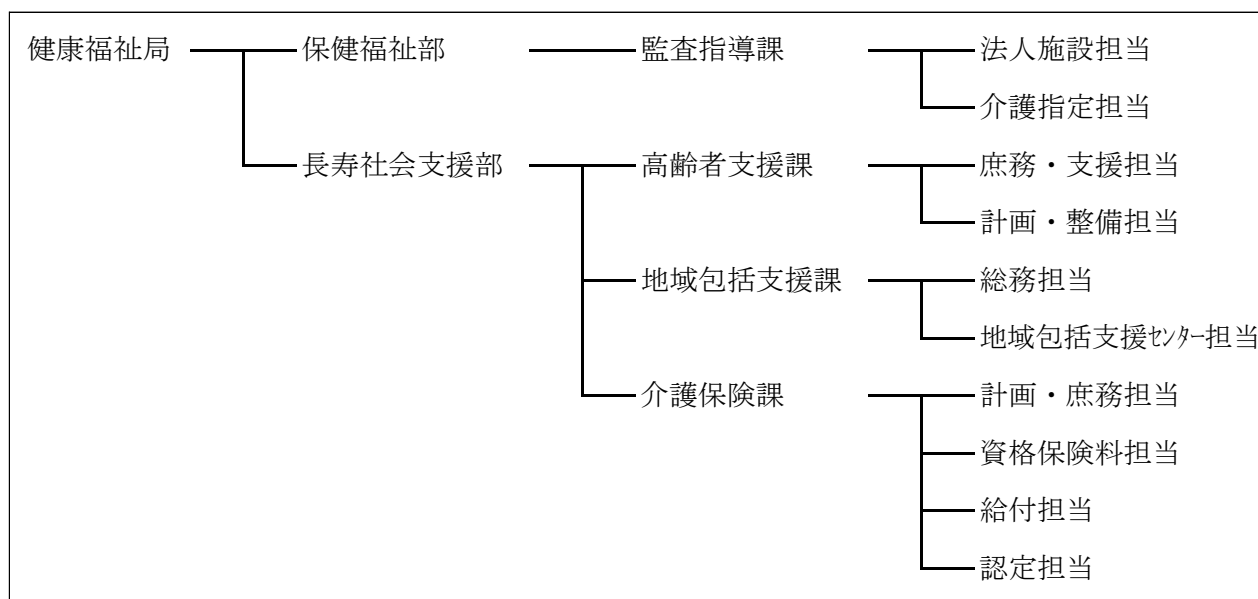 健康福祉局 保健福祉部 監査指導課 法人施設担当
介護指定担当
長寿社会支援部 高齢者支援課 庶務・支援担当
計画・整備担当
地域包括支援課 総務担当
地域包括支援ｾﾝﾀｰ担当
介護保険課 計画・庶務担当
資格保険料担当
給付担当
認定担当